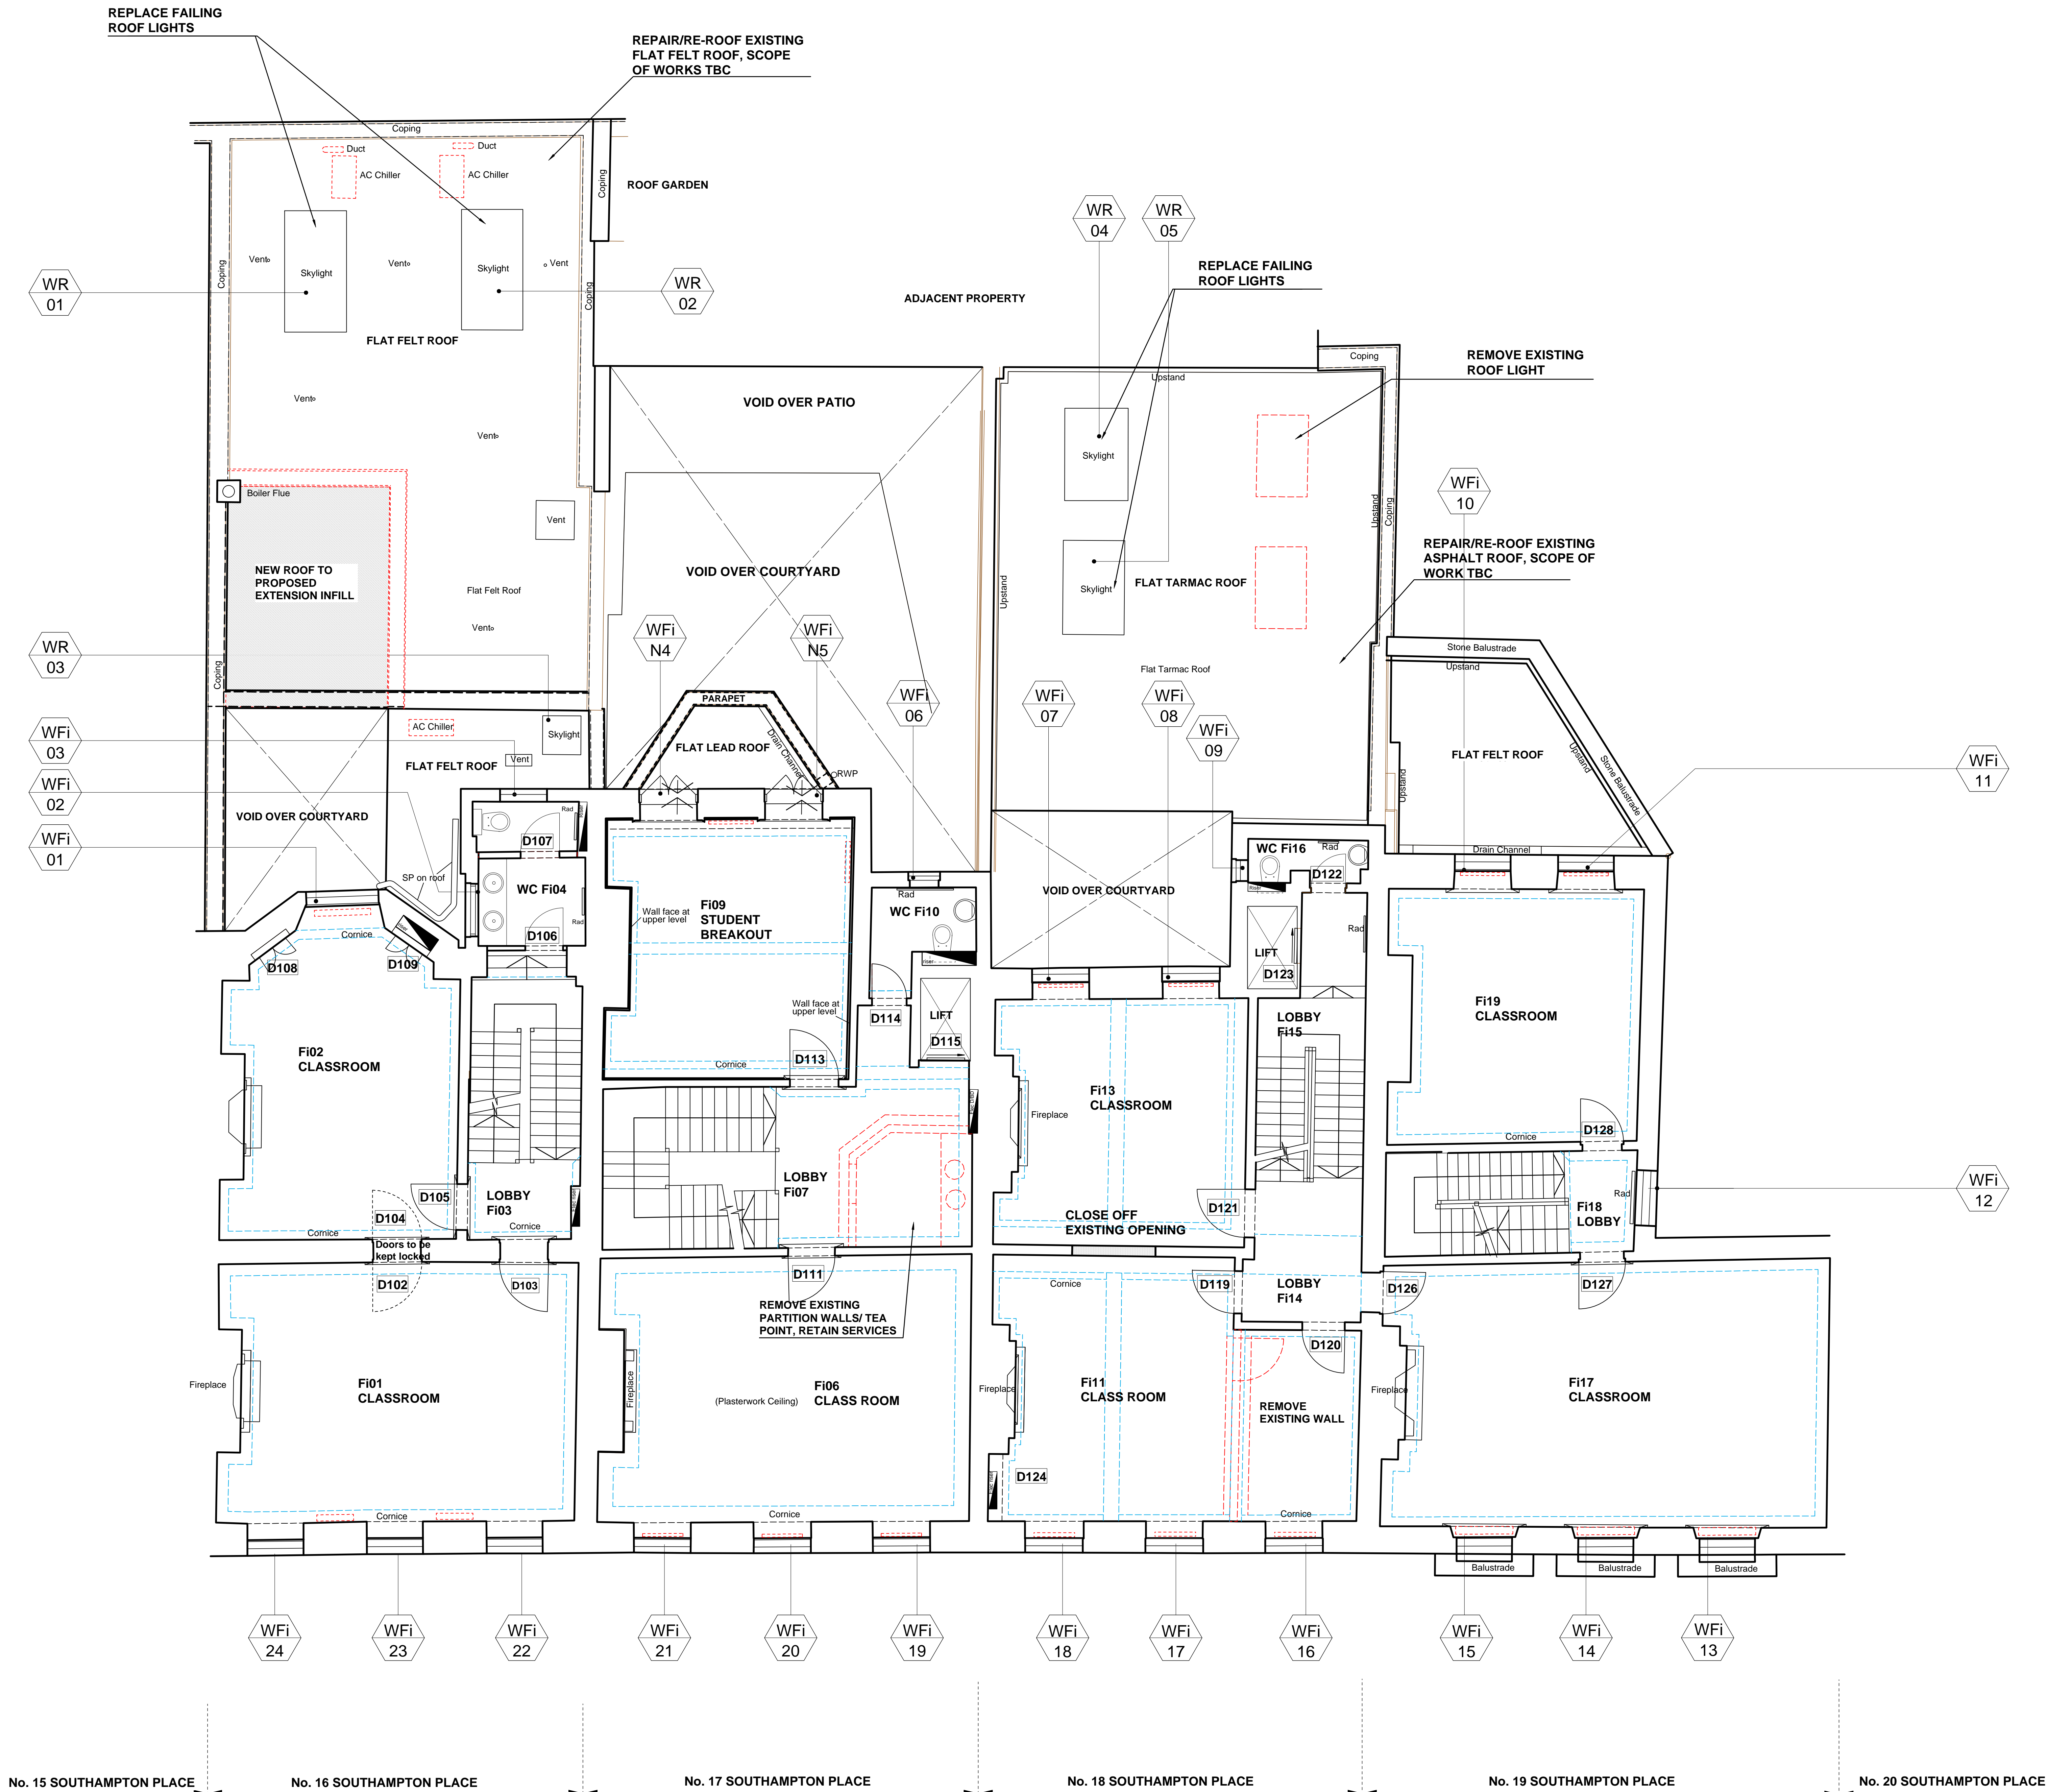 REPLACE FAILING
ROOF LIGHTS
REPAIR/RE-ROOF EXISTING
FLAT FELT ROOF, SCOPE
OF WORKS TBC
Coping
Duct
Duct
AC Chiller
AC Chiller
Coping
ROOF GARDEN
WR
04
WR
05
Vent
Skylight
Vent
Skylight
Vent
Coping
Coping
WR
01
WR
02
REPLACE FAILING
ROOF LIGHTS
ADJACENT PROPERTY
FLAT FELT ROOF
Coping
REMOVE EXISTING
ROOF LIGHT
Upstand
Vent
VOID OVER PATIO
Vent
Skylight
Boiler Flue
Vent
WFi
10
Upstand
Coping
REPAIR/RE-ROOF EXISTING
ASPHALT ROOF, SCOPE OF
WORK TBC
NEW ROOF TO
PROPOSED
EXTENSION INFILL
VOID OVER COURTYARD
Flat Felt Roof
Skylight
FLAT TARMAC ROOF
Upstand
Vent
WFi
N4
WFi
N5
WR
03
Coping
Flat Tarmac Roof
Stone Balustrade
Upstand
PARAPET
WFi
06
WFi
07
WFi
08
WFi
09
WFi
03
AC Chiller
Skylight
Vent
FLAT FELT ROOF
FLAT LEAD ROOF
Drain Channel
RWP
FLAT FELT ROOF
Upstand
Stone Balustrade
Upstand
WFi
11
WFi
02
VOID OVER COURTYARD
WFi
01
Rad
Riser
D107
WC Fi16
Rad
D122
Riser
Drain Channel
SP on roof
WC Fi04
Rad
D106
VOID OVER COURTYARD
Rad
WC Fi10
Wall face at
upper level
Fi09
STUDENT
BREAKOUT
Riser
Cornice
D108
D109
riser
LIFT
D123
Rad
Wall face at
upper level
D114
LIFT
D115
Fi19
CLASSROOM
LOBBY
Fi15
Fi02
CLASSROOM
D113
Cornice
Fi13
CLASSROOM
Fireplace
Elec Distb
D128
Cornice
D105
LOBBY
Fi03
Elec riser
LOBBY
Fi07
D104
Cornice
Cornice
D121
CLOSE OFF
EXISTING OPENING
Rad
Fi18
LOBBY
WFi
12
Doors to be
kept locked
D102
D103
D111
Cornice
D119
LOBBY
Fi14
D126
D127
REMOVE EXISTING
PARTITION WALLS/ TEA
POINT, RETAIN SERVICES
D120
Fireplace
Fi01
CLASSROOM
Fireplace
(Plasterwork Ceiling)
Fi06
CLASS ROOM
Fireplace
Fi11
CLASS ROOM
REMOVE
EXISTING WALL
Fireplace
Fi17
CLASSROOM
Elec riser
D124
Cornice
Cornice
Cornice
Balustrade
Balustrade
Balustrade
WFi
24
WFi
23
WFi
22
WFi
21
WFi
20
WFi
19
WFi
18
WFi
17
WFi
16
WFi
15
WFi
14
WFi
13
No. 15 SOUTHAMPTON PLACE
No. 16 SOUTHAMPTON PLACE
No. 17 SOUTHAMPTON PLACE
No. 18 SOUTHAMPTON PLACE
No. 19 SOUTHAMPTON PLACE
No. 20 SOUTHAMPTON PLACE